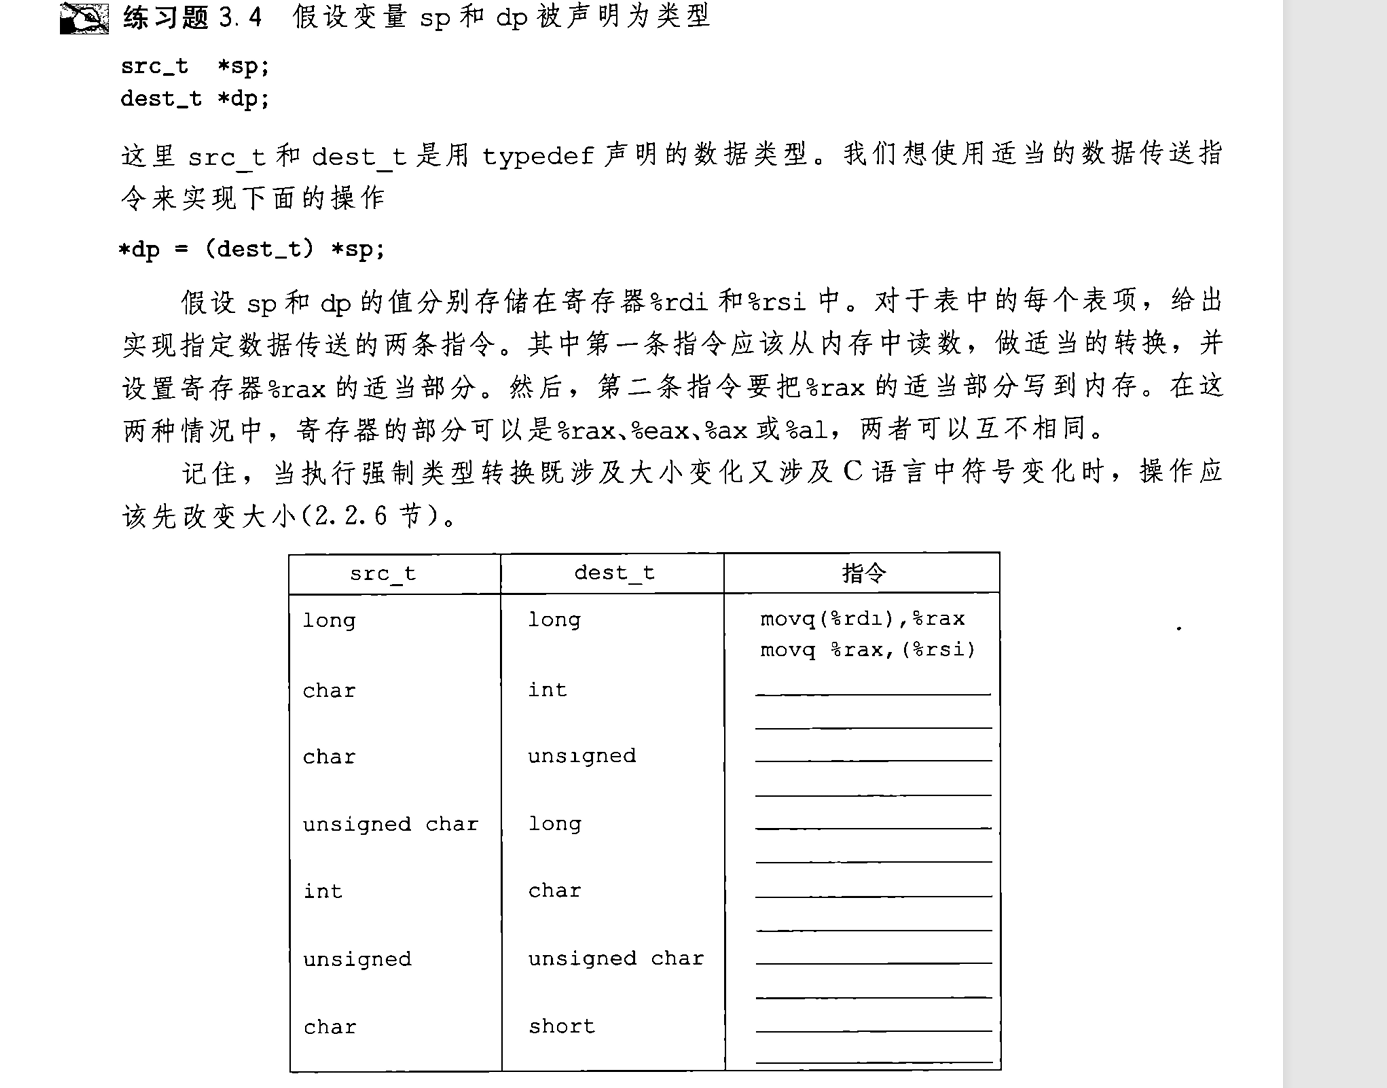 练习题 3.4 假设变量 sp 和 dp 被声明为类型
src_t *sp;
dest_t *dp;
这里 src_t 和 dest_t 是用 typedef 声明的数据类型。我们想使用适当的数据传送指
令来实现下面的操作
*dp = (dest_t) *sp;
假设 sp 和 dp 的值分别存储在寄存器%rdi 和%rsi 中。对于表中的每个表项，给出
实现指定数据传送的两条指令。其中第一条指令应该从内存中读数，做适当的转换，并
设置寄存器%rax 的适当部分。然后，第二条指令要把%rax 的适当部分写到内存。在这
两种情况中，寄存器的部分可以是%rax、%eax、%ax 或%al，两者可以互不相同。
记住，当执行强制类型转换既涉及大小变化又涉及 C 语言中符号变化时，操作应
该先改变大小(2.2.6 节)。
src_t dest_t 指令
long long movq(%rdi),%rax
movq %rax,(%rsi)
char int
char unsigned
unsigned char long
int char
unsigned unsigned char
char short